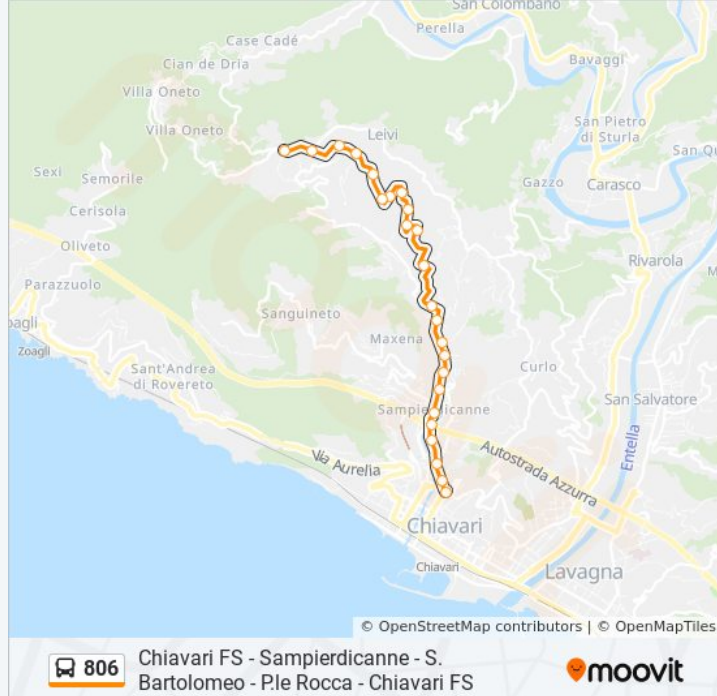 San Colombano
Perella
Case Cadé
Cian de Dria
Bavaggi
Villa Oneto
Villa Oneto
Leivi
San Pietro
di Sturla
San Qu
Sexi
Semorile
Gazzo
Carasco
Cerisola
Oliveto
Rivarola
Parazzuolo
Sanguineto
oagli
Maxena
Zoagli
Sant'Andrea
di Rovereto
Curlo
San Salvatore
Sampierdicanne
Entella
Via Aurelia
Autostrada Azzurra
Chiavari
Chiavari
Lavagna
© OpenStreetMap contributors | © OpenMapTiles
806
Chiavari FS - Sampierdicanne - S.
Bartolomeo - P.le Rocca - Chiavari FS
moovit